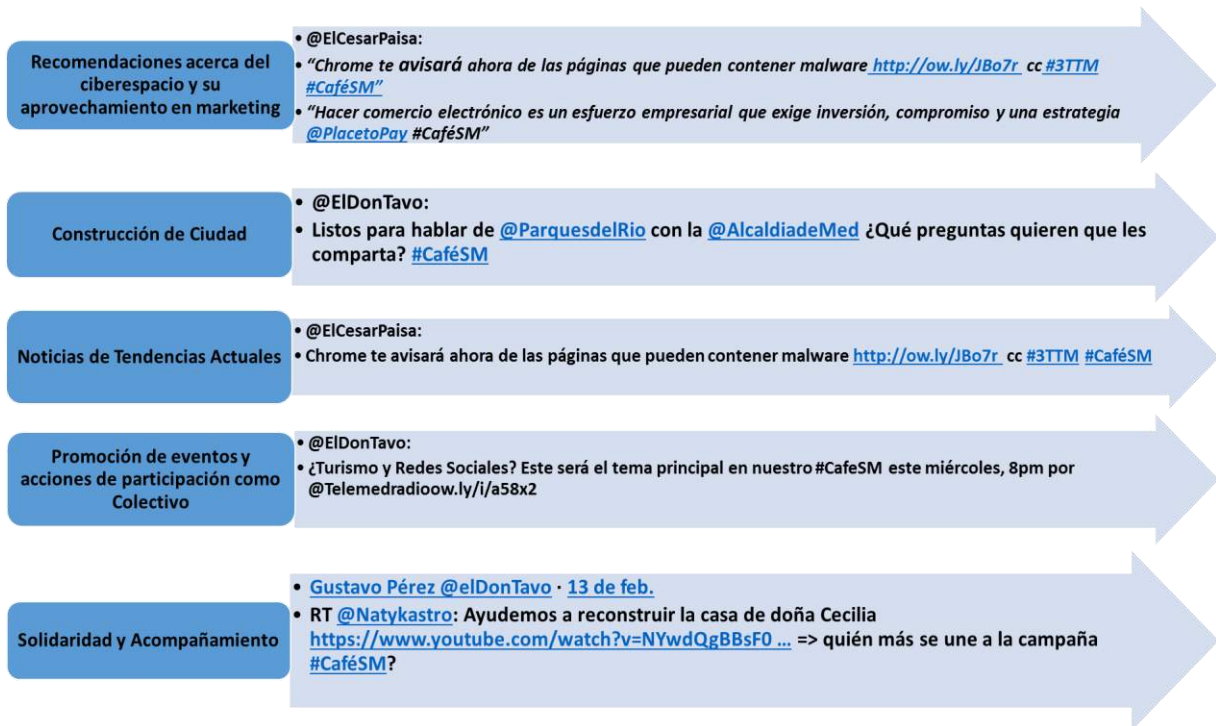 Recomendaciones acerca del
ciberespacio y su
aprovechamiento en marketing
• @ElCesarPaisa:
• “Chrome te avisará ahora de las páginas que pueden contener malware http://ow.ly/JBo7r cc #3TTM
#CaféSM”
• “Hacer comercio electrónico es un esfuerzo empresarial que exige inversión, compromiso y una estrategia
@PlacetoPay #CaféSM”
Construcción de Ciudad
• @ElDonTavo:
• Listos para hablar de @ParquesdelRio con la @AlcaldiadeMed ¿Qué preguntas quieren que les
comparta? #CaféSM
Noticias de Tendencias Actuales
• @ElCesarPaisa:
• Chrome te avisará ahora de las páginas que pueden contener malware http://ow.ly/JBo7r cc #3TTM #CaféSM
Promoción de eventos y
acciones de participación como
Colectivo
• @ElDonTavo:
• ¿Turismo y Redes Sociales? Este será el tema principal en nuestro #CafeSM este miércoles, 8pm por
@Telemedradioow.ly/i/a58x2
Solidaridad y Acompañamiento
• Gustavo Pérez @elDonTavo · 13 de feb.
• RT @Natykastro: Ayudemos a reconstruir la casa de doña Cecilia
https://www.youtube.com/watch?v=NYwdQgBBsF0 ... => quién más se une a la campaña
#CaféSM?